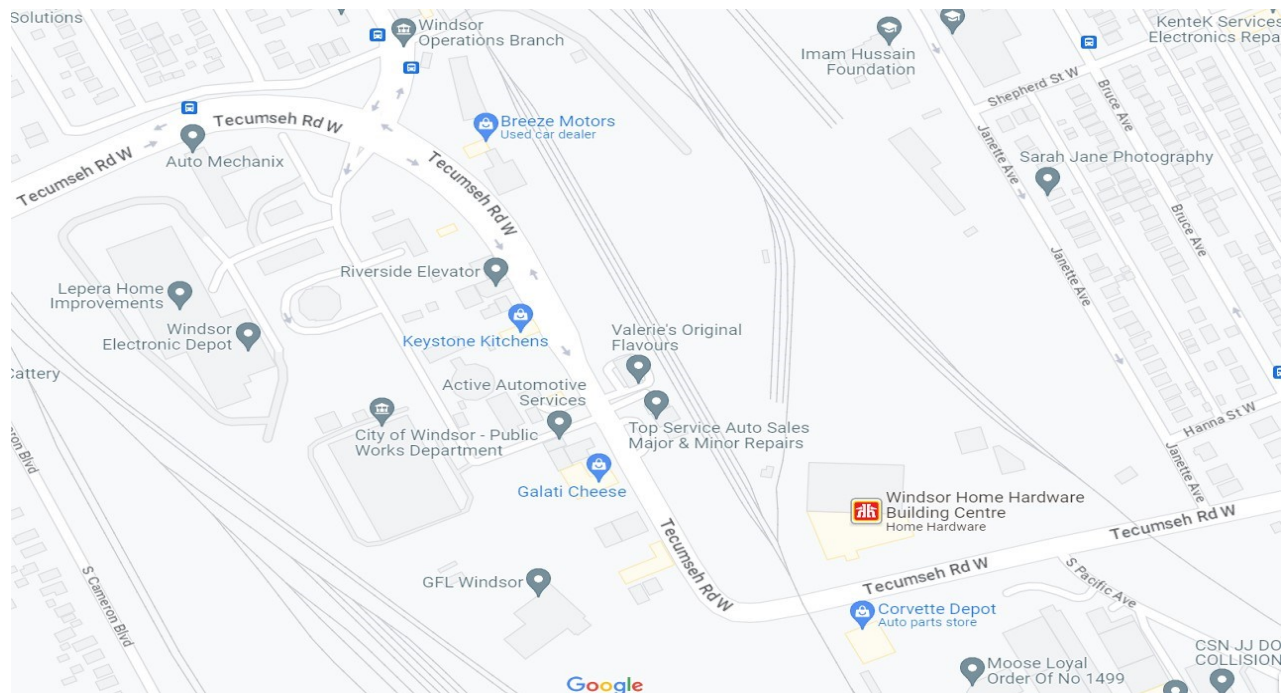 Solutions
Windsor
Operations Branch
Imam Hussain
Foundation
KenteK Services
Electronics Repa
Shepherd St W
Bruce Ave
Tecumseh Rd W
Breeze Motors
Used car dealer
Auto Mechanix
Tecumseh Rd W
Tecumseh Rd W
Janette Ave
Sarah Jane Photography
Bruce Ave
Janette Ave
Riverside Elevator
Lepera Home
Improvements
Windsor
Electronic Depot
Keystone Kitchens
Valerie's Original
Flavours
Cattery
Active Automotive
Services
City of Windsor - Public
Works Department
Top Service Auto Sales
Major & Minor Repairs
Hanna St W
Janette Ave
Galati Cheese
Windsor Home Hardware
Building Centre
Home Hardware
Tecumseh Rd W
Tecumseh Rd W
Tecumseh Rd W
S Cameron Blvd
GFL Windsor
S Pacific Ave
Corvette Depot
Auto parts store
Moose Loyal
Order Of No 1499
CSN JJ DO
COLLISION
Google